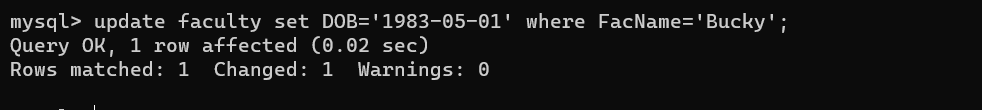 mysql> update faculty set DOB='1983-05-01' where FacName='Bucky';
Query OK, 1 row affected (0.02 sec)
Rows matched: 1  Changed: 1  Warnings: 0